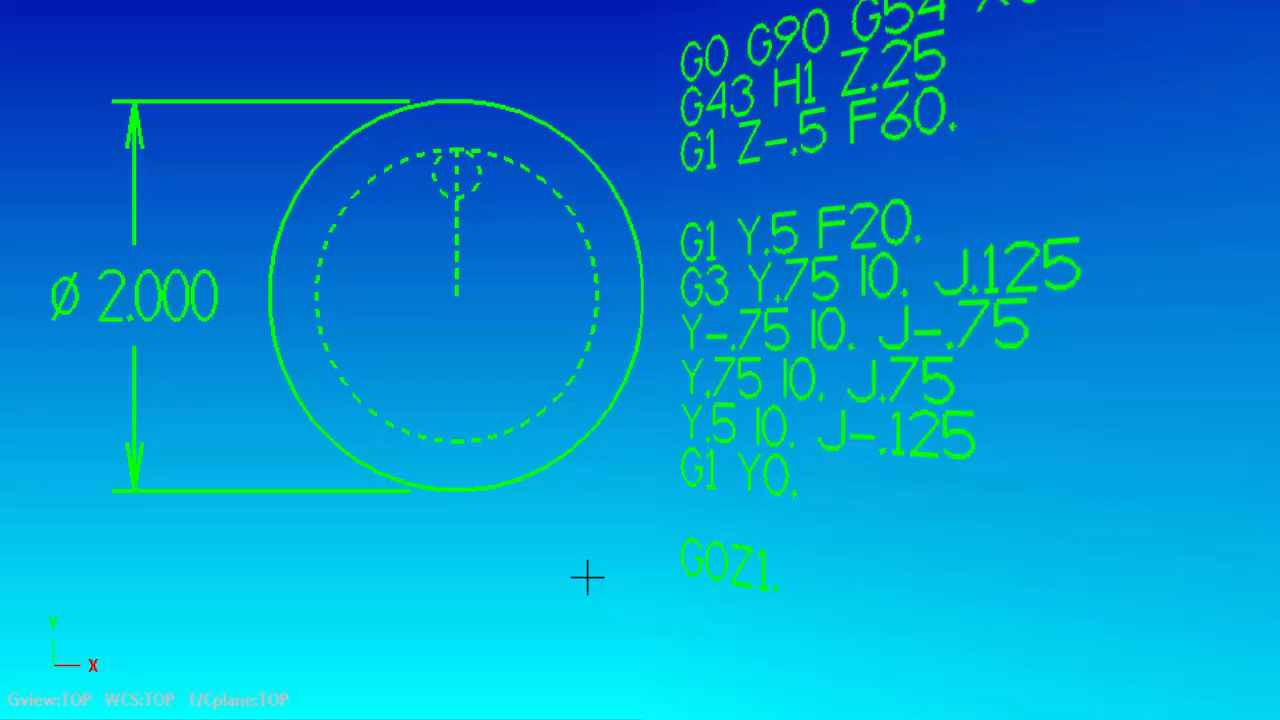 G0 G90 G54
G43 H1 Z.25
G1 Z-.5 F60.
G1 Y.5 F20.
G3 Y.75 I0. J.125
Y-.75 I0. J-.75
Y.75 I0. J.75
Y.5 I0. J-.125
G1 Y0.
G0Z1.
Ø 2.000
Y
X
Gview:TOP WCS:TOP T/Cplane:TOP